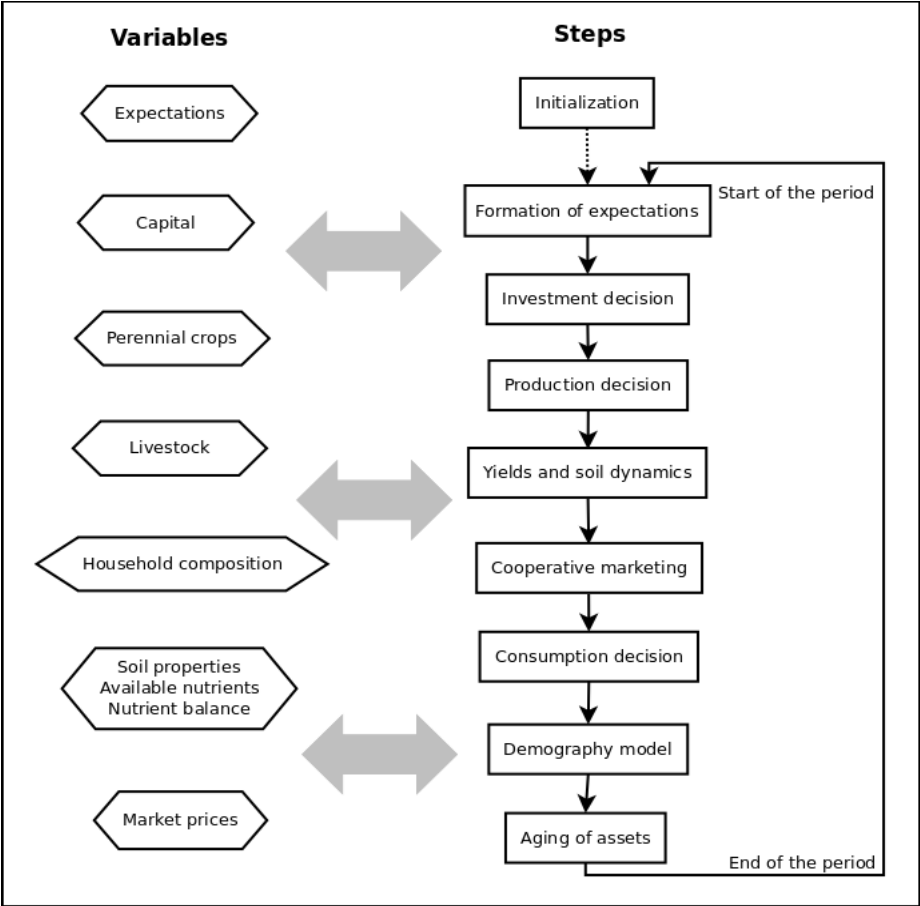 Variables
Expectations
Capital
Perennial crops
Livestock
Household composition
Soil properties
Available nutrients
Nutrient balance
Market prices
Steps
Initialization
Start of the period
Formation of expectations
Investment decision
Production decision
Yields and soil dynamics
Cooperative marketing
Consumption decision
Demography model
Aging of assets
End of the period